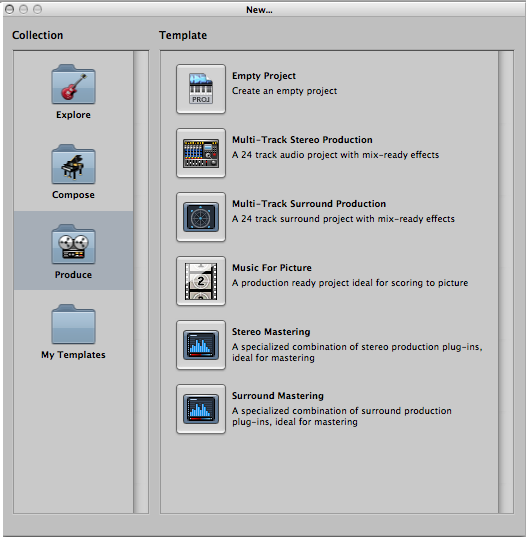 New...
Collection
Template
Explore
Compose
Produce
My Templates
PROJ
Empty Project
Create an empty project
Multi-Track Stereo Production
A 24 track audio project with mix-ready effects
Multi-Track Surround Production
A 24 track surround project with mix-ready effects
2
Music For Picture
A production ready project ideal for scoring to picture
Stereo Mastering
A specialized combination of stereo production plug-ins,
ideal for mastering
Surround Mastering
A specialized combination of surround production
plug-ins, ideal for mastering